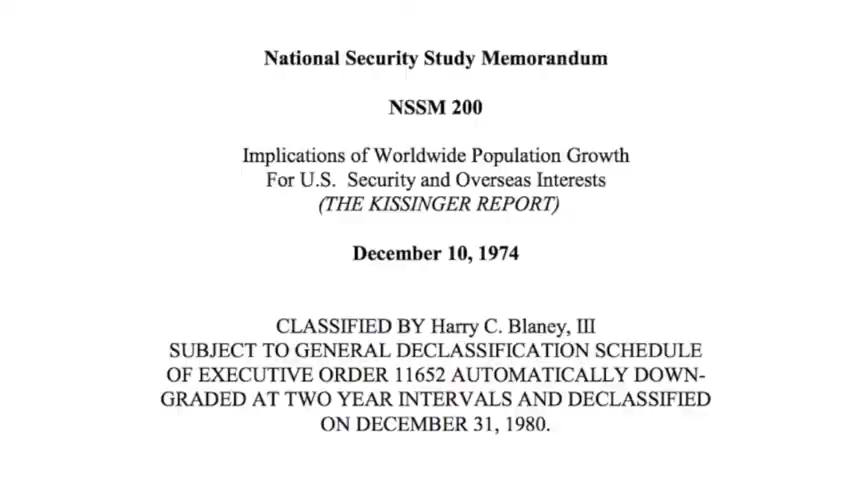 National Security Study Memorandum
NSSM 200
Implications of Worldwide Population Growth
For U.S. Security and Overseas Interests
(THE KISSINGER REPORT)
December 10, 1974
CLASSIFIED BY Harry C. Blaney, III
SUBJECT TO GENERAL DECLASSIFICATION SCHEDULE
OF EXECUTIVE ORDER 11652 AUTOMATICALLY DOWN-
GRADED AT TWO YEAR INTERVALS AND DECLASSIFIED
ON DECEMBER 31, 1980.